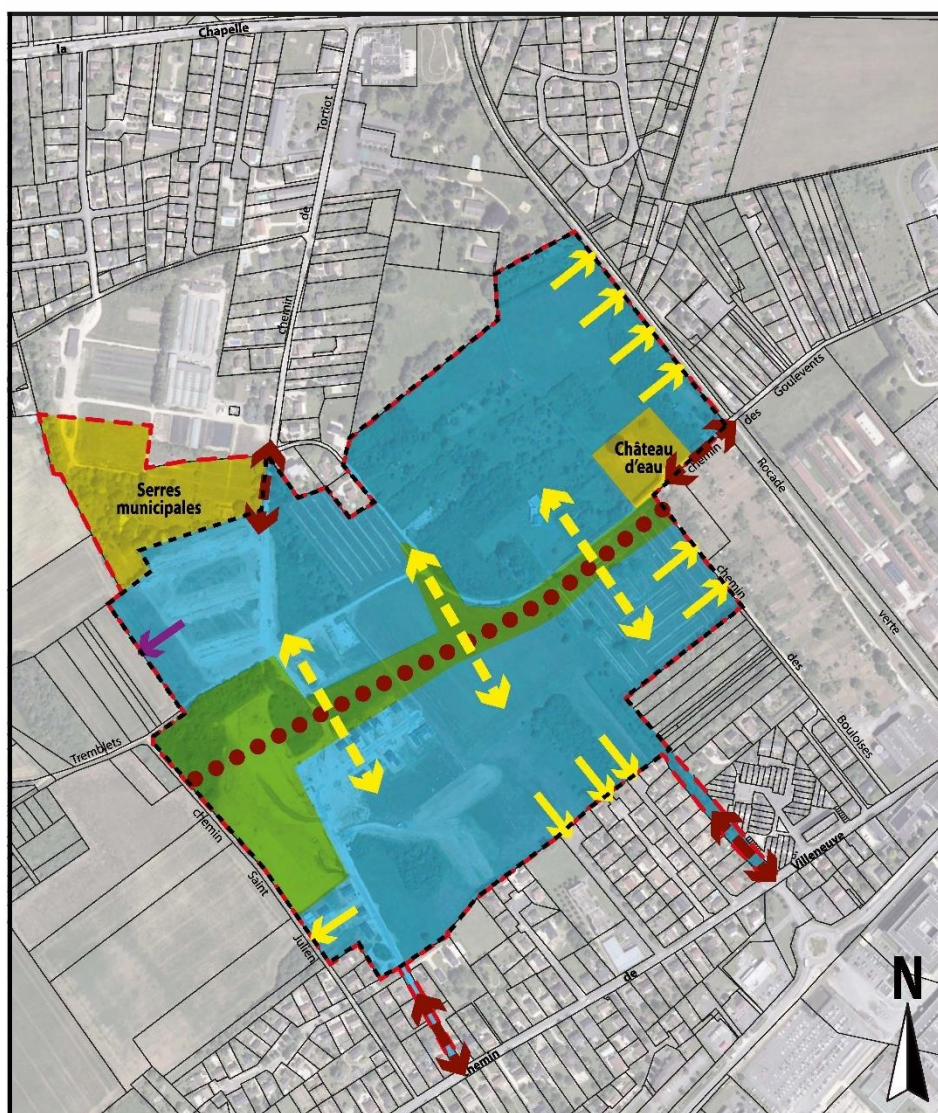 la
Chapelle
Tortiot
de
chemin
Goulevents
des
chemin
Château
d'eau
Rocade
verte
Serres
municipales
chemin
des
Bouloises
Tremblets
chemin
Saint
Julien
Villeneuve
de
chemin
N